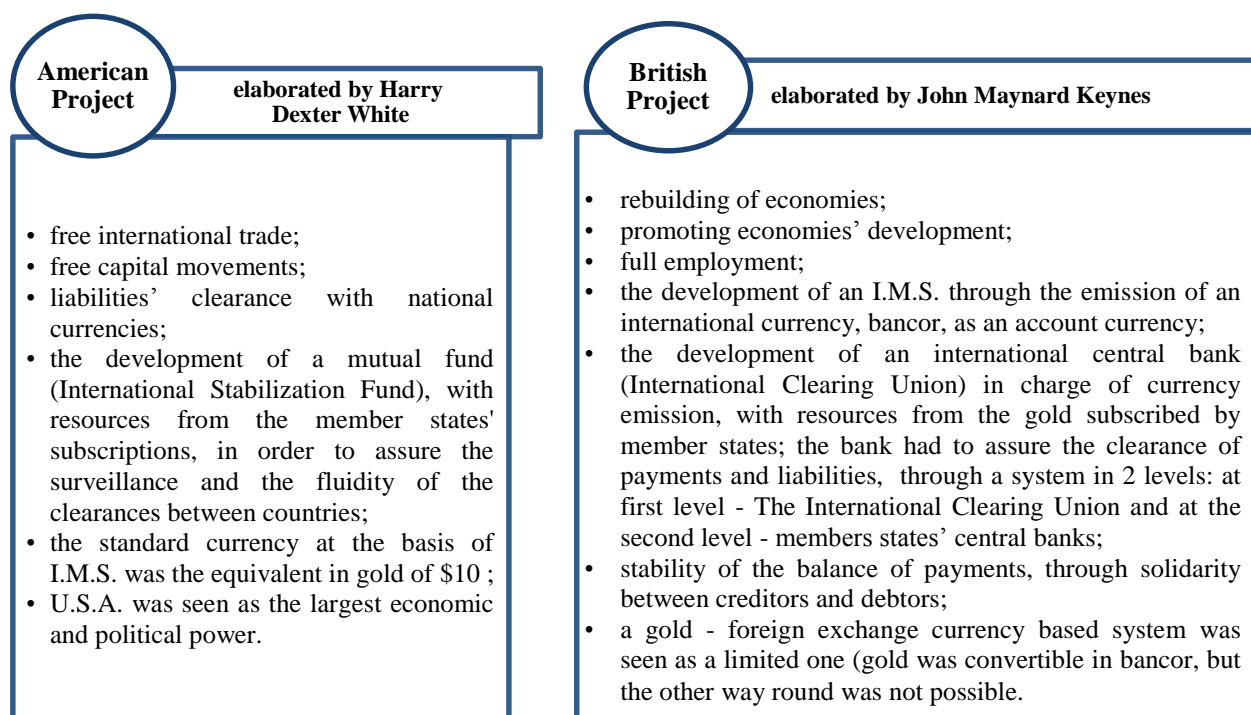 American
Project
elaborated by Harry
Dexter White
• free international trade;
• free capital movements;
• liabilities’ clearance with national
currencies;
• the development of a mutual fund
(International Stabilization Fund), with
resources from the member states'
subscriptions, in order to assure the
surveillance and the fluidity of the
clearances between countries;
• the standard currency at the basis of
I.M.S. was the equivalent in gold of $10 ;
• U.S.A. was seen as the largest economic
and political power.
British
Project
elaborated by John Maynard Keynes
• rebuilding of economies;
• promoting economies’ development;
• full employment;
• the development of an I.M.S. through the emission of an
international currency, bancor, as an account currency;
• the development of an international central bank
(International Clearing Union) in charge of currency
emission, with resources from the gold subscribed by
member states; the bank had to assure the clearance of
payments and liabilities, through a system in 2 levels: at
first level - The International Clearing Union and at the
second level - members states’ central banks;
• stability of the balance of payments, through solidarity
between creditors and debtors;
• a gold - foreign exchange currency based system was
seen as a limited one (gold was convertible in bancor, but
the other way round was not possible.